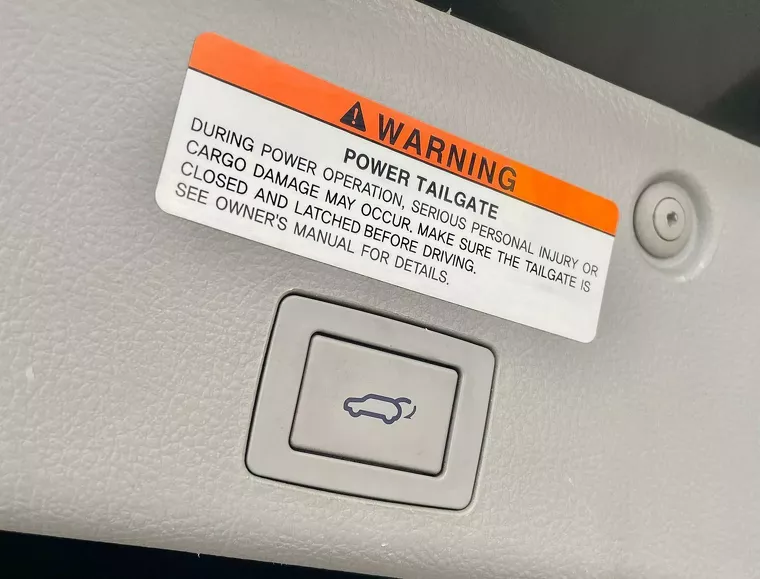 WARNING
POWER TAILGATE
DURING POWER OPERATION, SERIOUS PERSONAL INJURY OR
CARGO DAMAGE MAY OCCUR. MAKE SURE THE TAILGATE IS
CLOSED AND LATCHED BEFORE DRIVING.
SEE OWNER'S MANUAL FOR DETAILS.